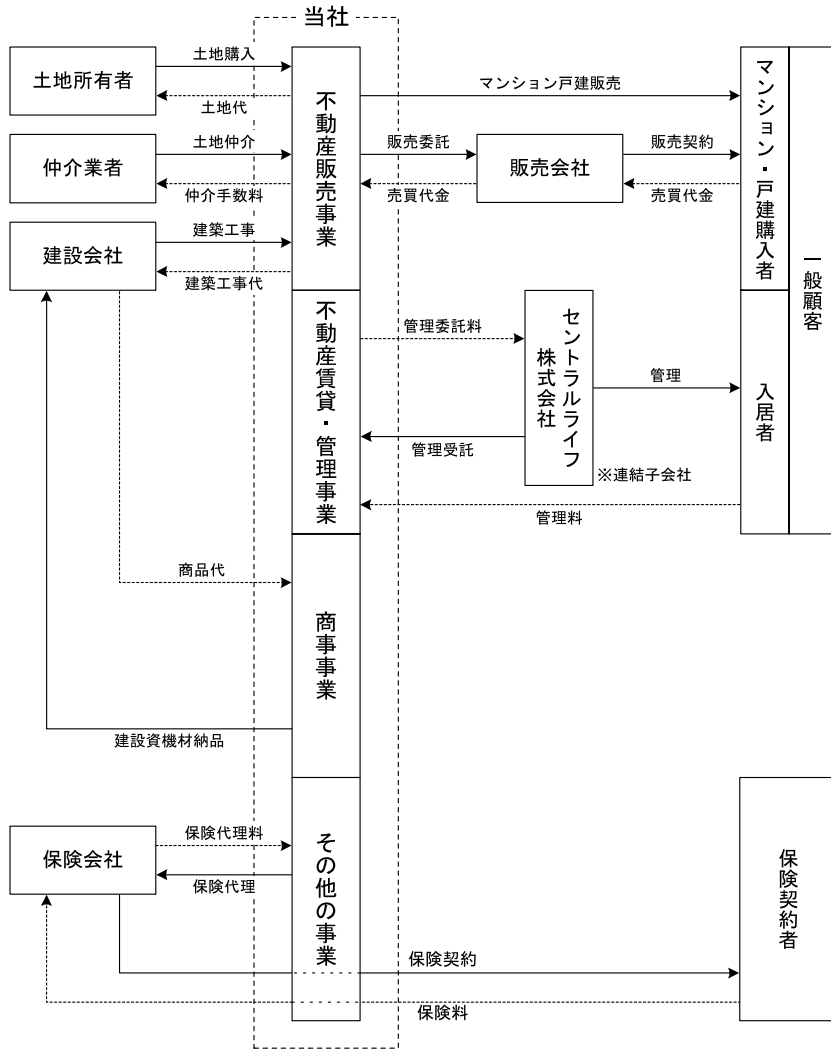 当社
土地所有者
土地購入
土地代
不動産販売事業
マンション戸建販売
マンション・戸建購入者
仲介業者
土地仲介
仲介手数料
販売委託
売買代金
販売会社
販売契約
売買代金
建設会社
建築工事
建築工事代
一般顧客
不動産賃貸・管理事業
管理委託料
セントラルライフ
株式会社
管理
入居者
管理受託
※連結子会社
管理料
商品代
商事事業
建設資機材納品
保険会社
保険代理料
保険代理
その他の事業
保険契約者
保険契約
保険料